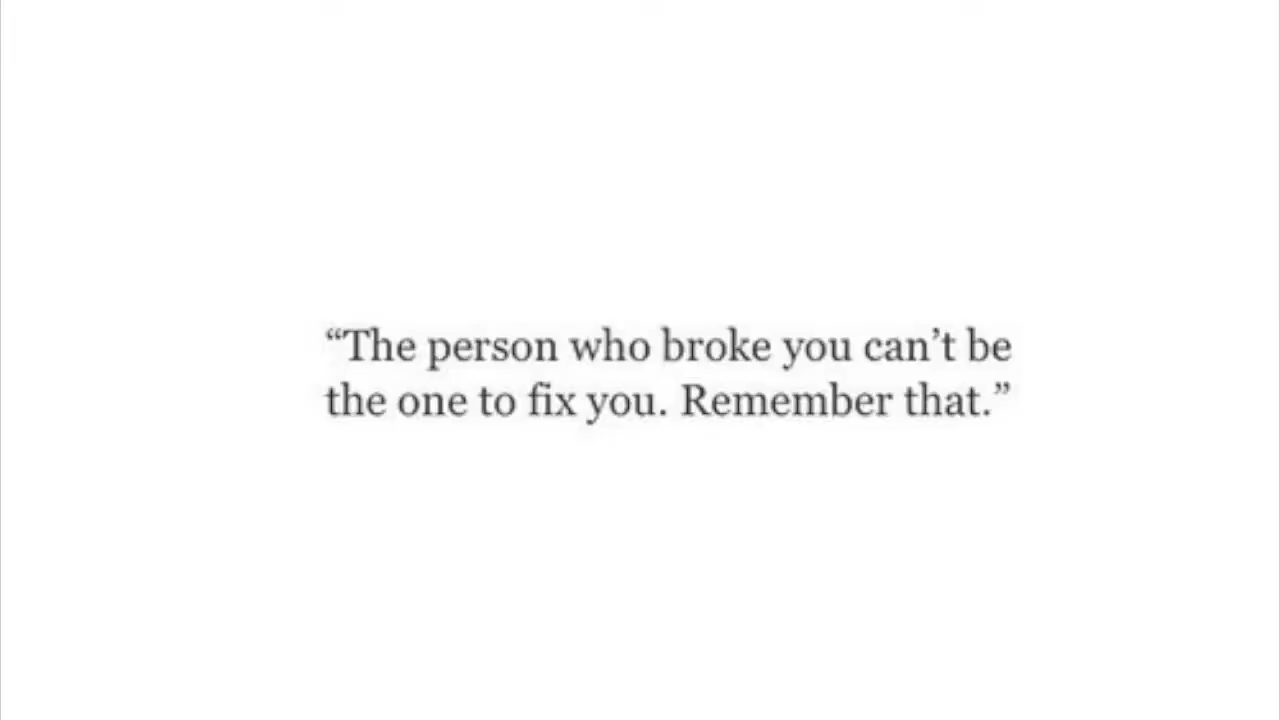 “The person who broke you can’t be
the one to fix you. Remember that.”